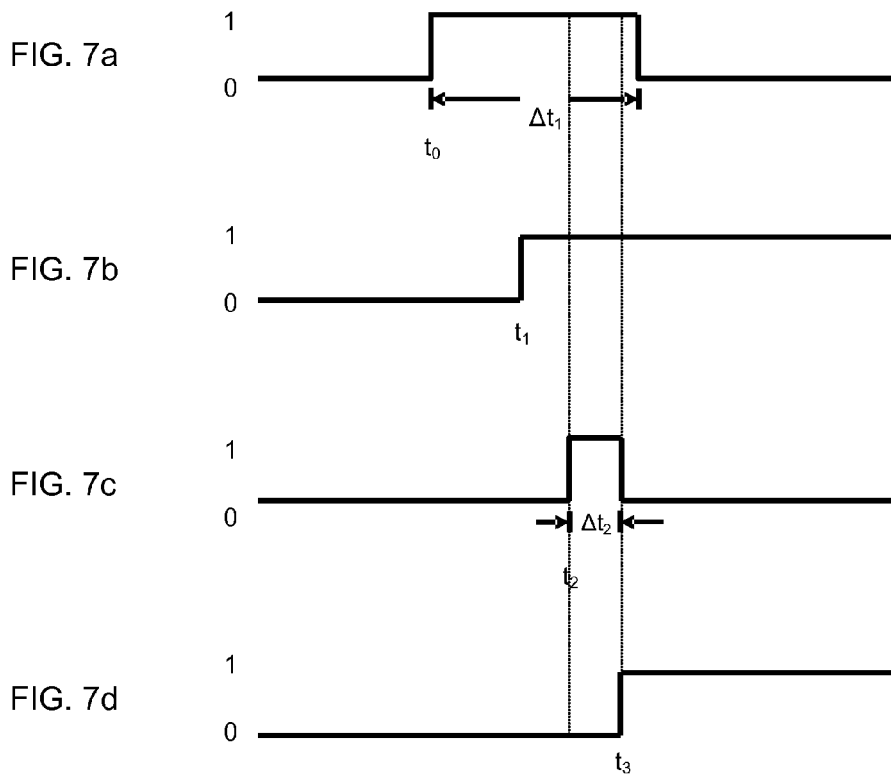 1
FIG. 7a
0
Δt₁
t₀
1
FIG. 7b
0
t₁
1
FIG. 7c
0
Δt₂
t₂
1
FIG. 7d
0
t₃